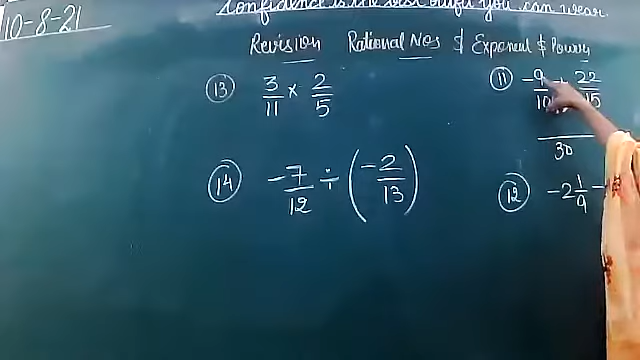 10-8-21
Confidence is the best outfit you can wear.
Revision Rational Nos & Exponent & Powers
(13) 3/11 × 2/5
(11) -9/10 + 22/15
30
(14) -7/12 ÷ (-2/13)
(12) -2 1/9 -